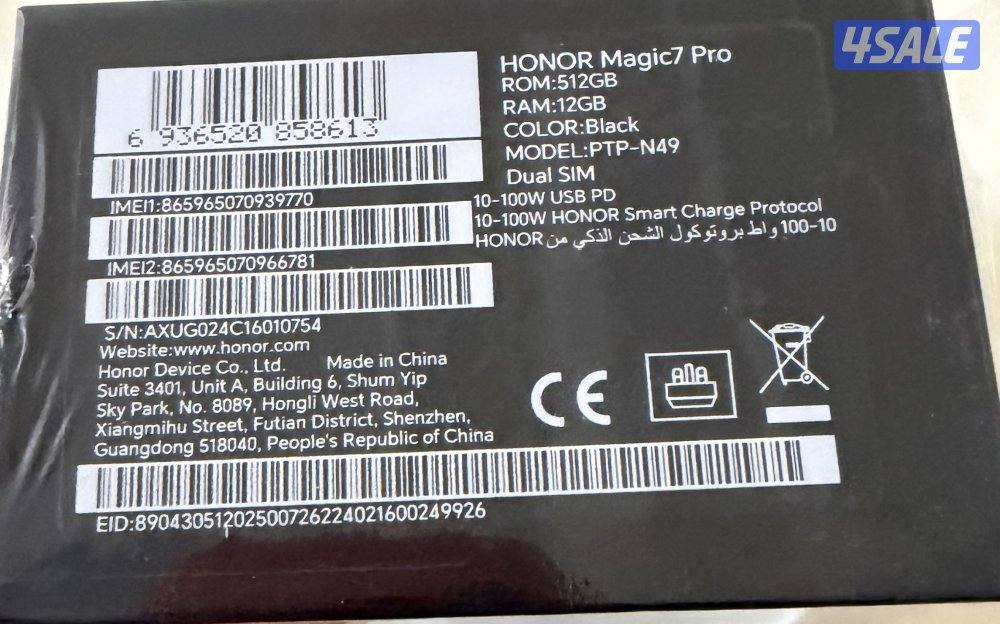 4SALE
HONOR Magic7 Pro
ROM:512GB
RAM:12GB
COLOR:Black
MODEL:PTP-N49
Dual SIM
10-100W USB PD
10-100W HONOR Smart Charge Protocol
100-10 واط بروتوكول الشحن الذكي من HONOR
6 936520 858613
IMEI1:865965070939770
IMEI2:865965070966781
S/N:AXUG024C16010754
Website:www.honor.com
Honor Device Co., Ltd. Made in China
Suite 3401, Unit A, Building 6, Shum Yip
Sky Park, No. 8089, Hongli West Road,
Xiangmihu Street, Futian District, Shenzhen,
Guangdong 518040, People's Republic of China
CE
EID:89043051202500726224021600249926